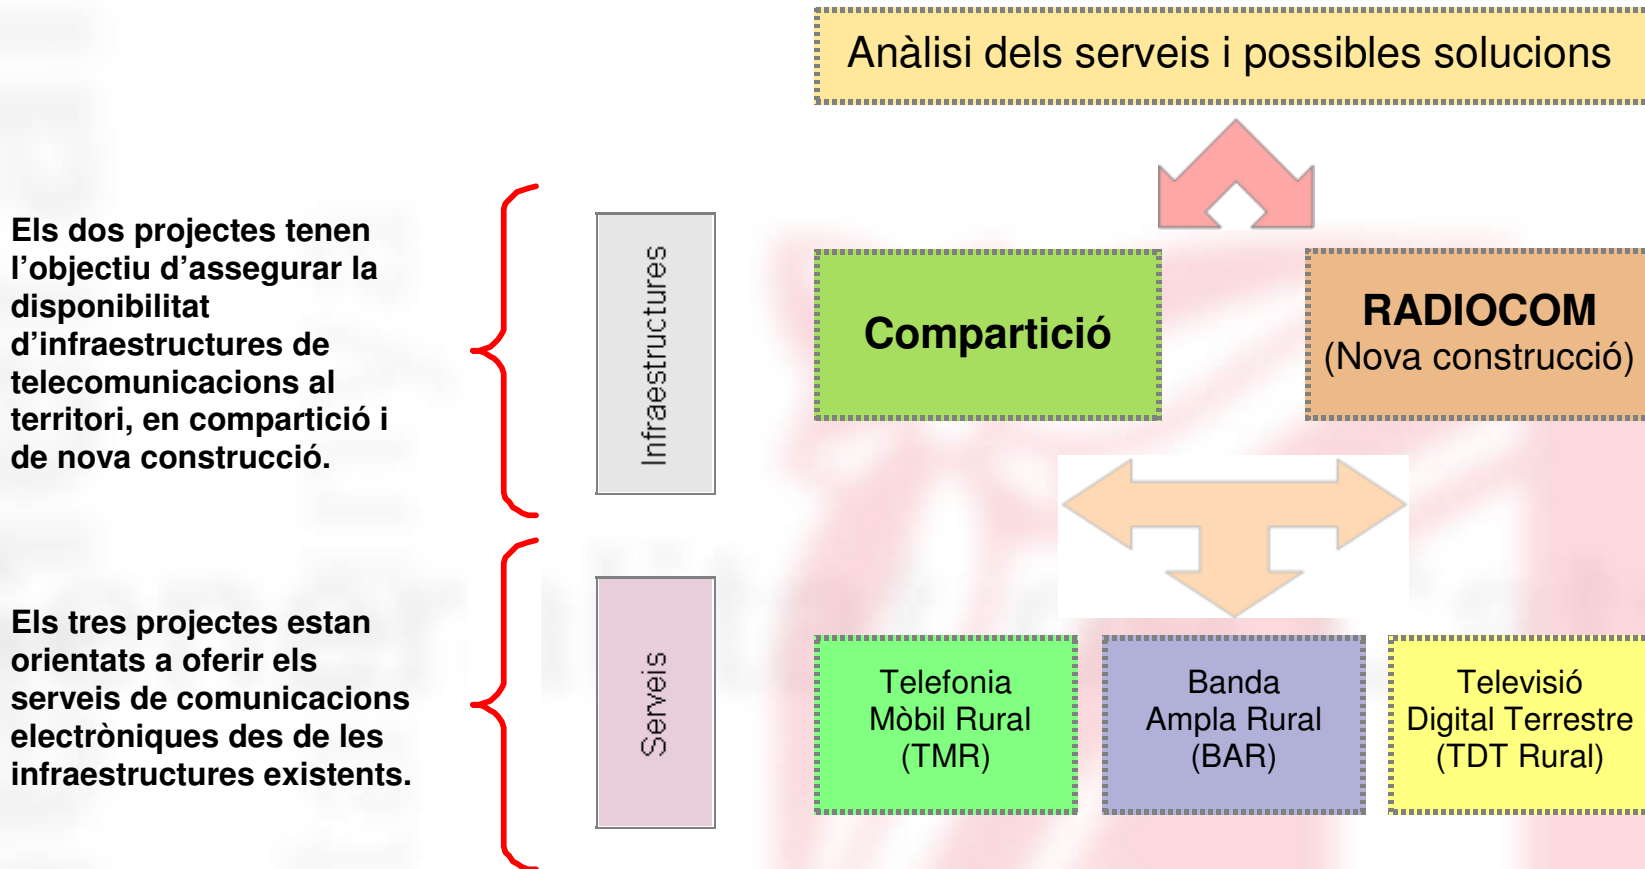 Anàlisi dels serveis i possibles solucions
Els dos projectes tenen
l'objectiu d'assegurar la
disponibilitat
d'infraestructures de
telecomunicacions al
territori, en compartició i
de nova construcció.
Infraestructures
Compartició
RADIOCOM
(Nova construcció)
Els tres projectes estan
orientats a oferir els
serveis de comunicacions
electròniques des de les
infraestructures existents.
Serveis
Telefonia
Mòbil Rural
(TMR)
Banda
Ampla Rural
(BAR)
Televisió
Digital Terrestre
(TDT Rural)